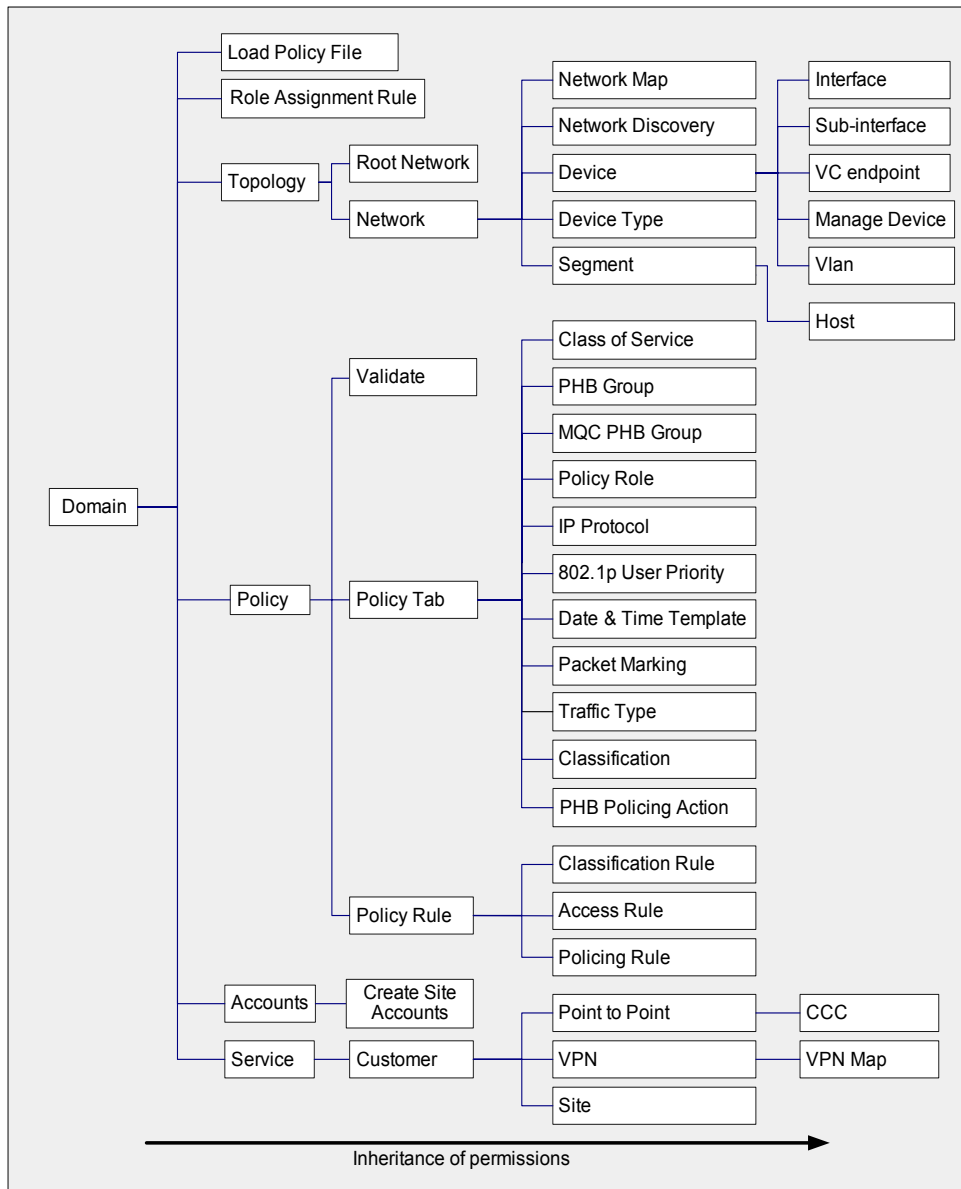 Load Policy File
Role Assignment Rule
Topology
Root Network
Network
Network Map
Network Discovery
Device
Device Type
Segment
Interface
Sub-interface
VC endpoint
Manage Device
Vlan
Host
Domain
Policy
Validate
Policy Tab
Class of Service
PHB Group
MQC PHB Group
Policy Role
IP Protocol
802.1p User Priority
Date & Time Template
Packet Marking
Traffic Type
Classification
PHB Policing Action
Policy Rule
Classification Rule
Access Rule
Policing Rule
Accounts
Create Site
Accounts
Service
Customer
Point to Point
CCC
VPN
VPN Map
Site
Inheritance of permissions